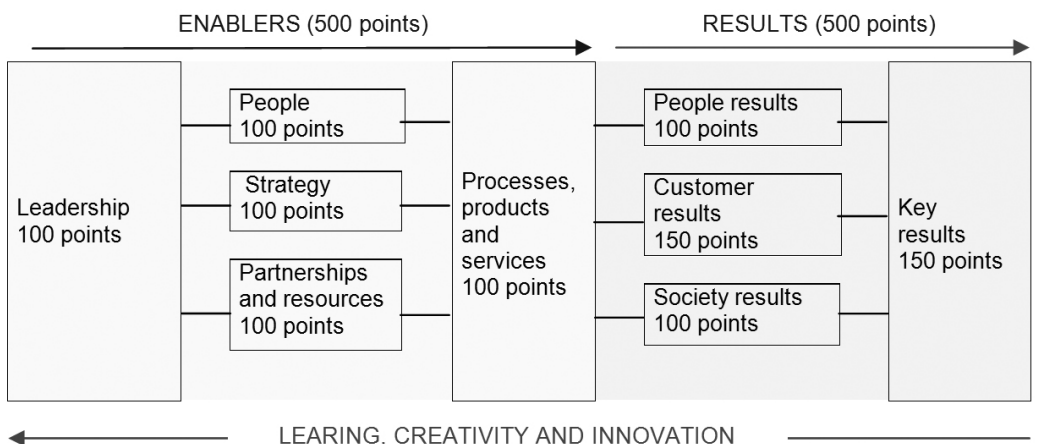 ENABLERS (500 points)
RESULTS (500 points)
Leadership
100 points
People
100 points
Strategy
100 points
Partnerships
and resources
100 points
Processes,
products
and
services
100 points
People results
100 points
Customer
results
150 points
Society results
100 points
Key
results
150 points
LEARING. CREATIVITY AND INNOVATION